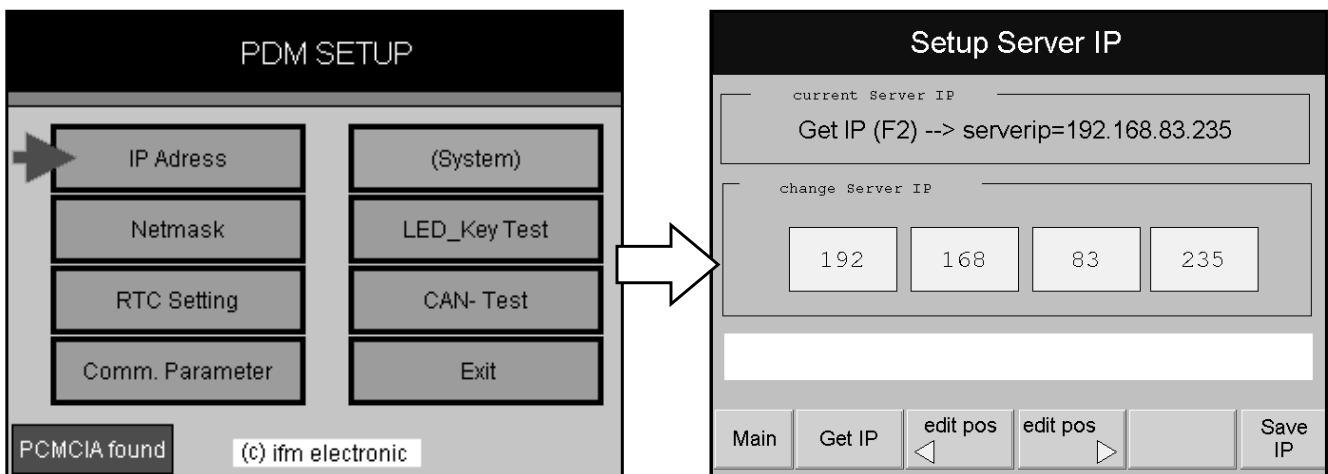 PDM SETUP
IP Adress
(System)
Netmask
LED_Key Test
RTC Setting
CAN- Test
Comm. Parameter
Exit
PCMCIA found
(c) ifm electronic
Setup Server IP
current Server IP
Get IP (F2) --> serverip=192.168.83.235
change Server IP
192 168 83 235
Main
Get IP
edit pos
edit pos
Save
IP